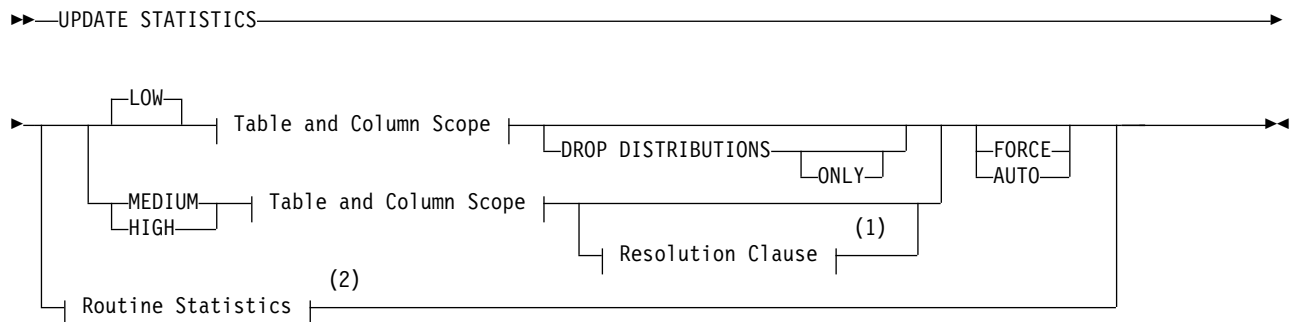 UPDATE STATISTICS
LOW
Table and Column Scope
DROP DISTRIBUTIONS
ONLY
FORCE
AUTO
MEDIUM
HIGH
Table and Column Scope
(1)
Resolution Clause
(2)
Routine Statistics